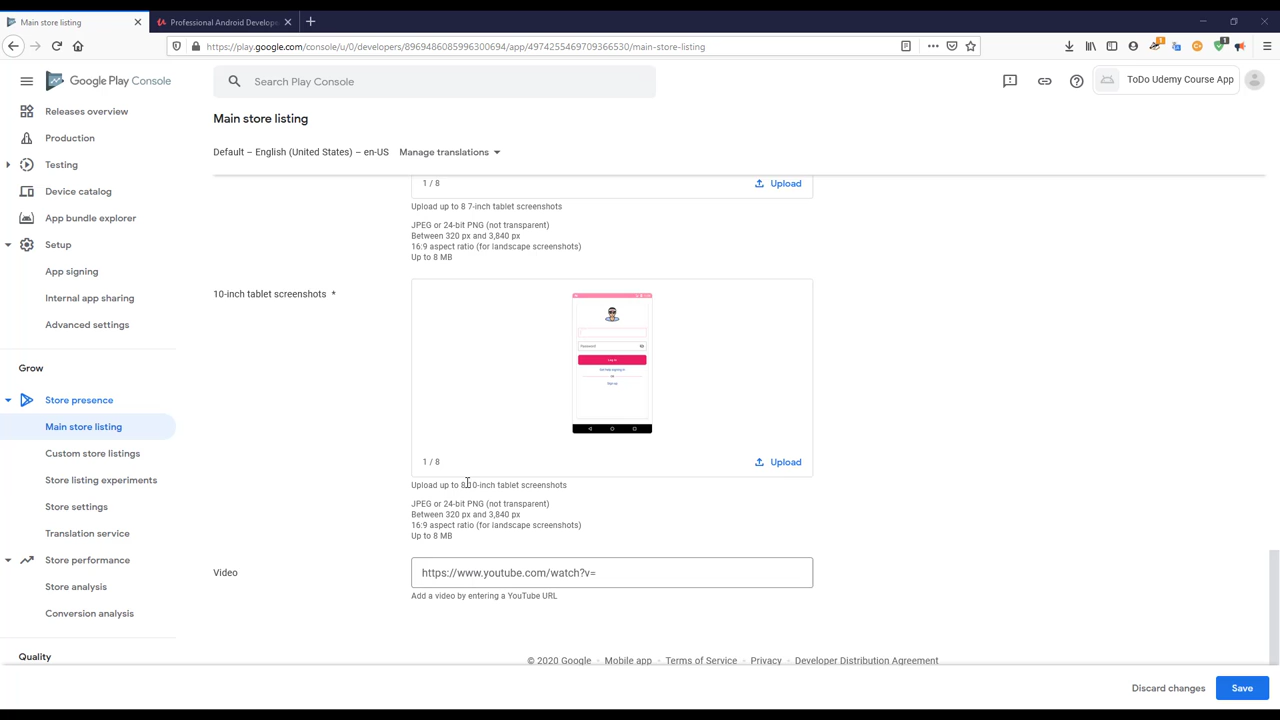 Main store listing
Professional Android Develope
https://play.google.com/console/u/0/developers/8969486085996300694/app/4974255469709366530/main-store-listing
1
1
Google Play Console
Search Play Console
ToDo Udemy Course App
Releases overview
Production
Testing
Device catalog
App bundle explorer
Setup
App signing
Internal app sharing
Advanced settings
Grow
Store presence
Main store listing
Custom store listings
Store listing experiments
Store settings
Translation service
Store performance
Store analysis
Conversion analysis
Quality
Main store listing
Default – English (United States) – en-US
Manage translations
1 / 8
Upload
Upload up to 8 7-inch tablet screenshots
JPEG or 24-bit PNG (not transparent)
Between 320 px and 3,840 px
16:9 aspect ratio (for landscape screenshots)
Up to 8 MB
10-inch tablet screenshots *
Password
Log In
Sign up
1 / 8
Upload
Upload up to 8 10-inch tablet screenshots
JPEG or 24-bit PNG (not transparent)
Between 320 px and 3,840 px
16:9 aspect ratio (for landscape screenshots)
Up to 8 MB
Video
https://www.youtube.com/watch?v=
Add a video by entering a YouTube URL
© 2020 Google · Mobile app · Terms of Service · Privacy · Developer Distribution Agreement
Discard changes
Save